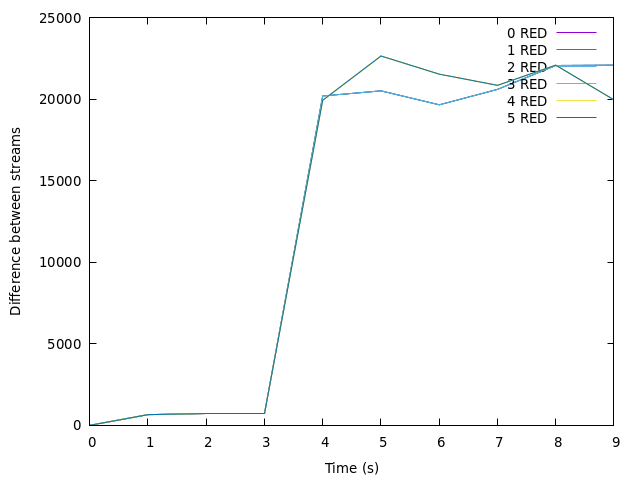 25000
20000
15000
10000
5000
0
Difference between streams
0 RED
1 RED
2 RED
3 RED
4 RED
5 RED
0 1 2 3 4 5 6 7 8 9
Time (s)